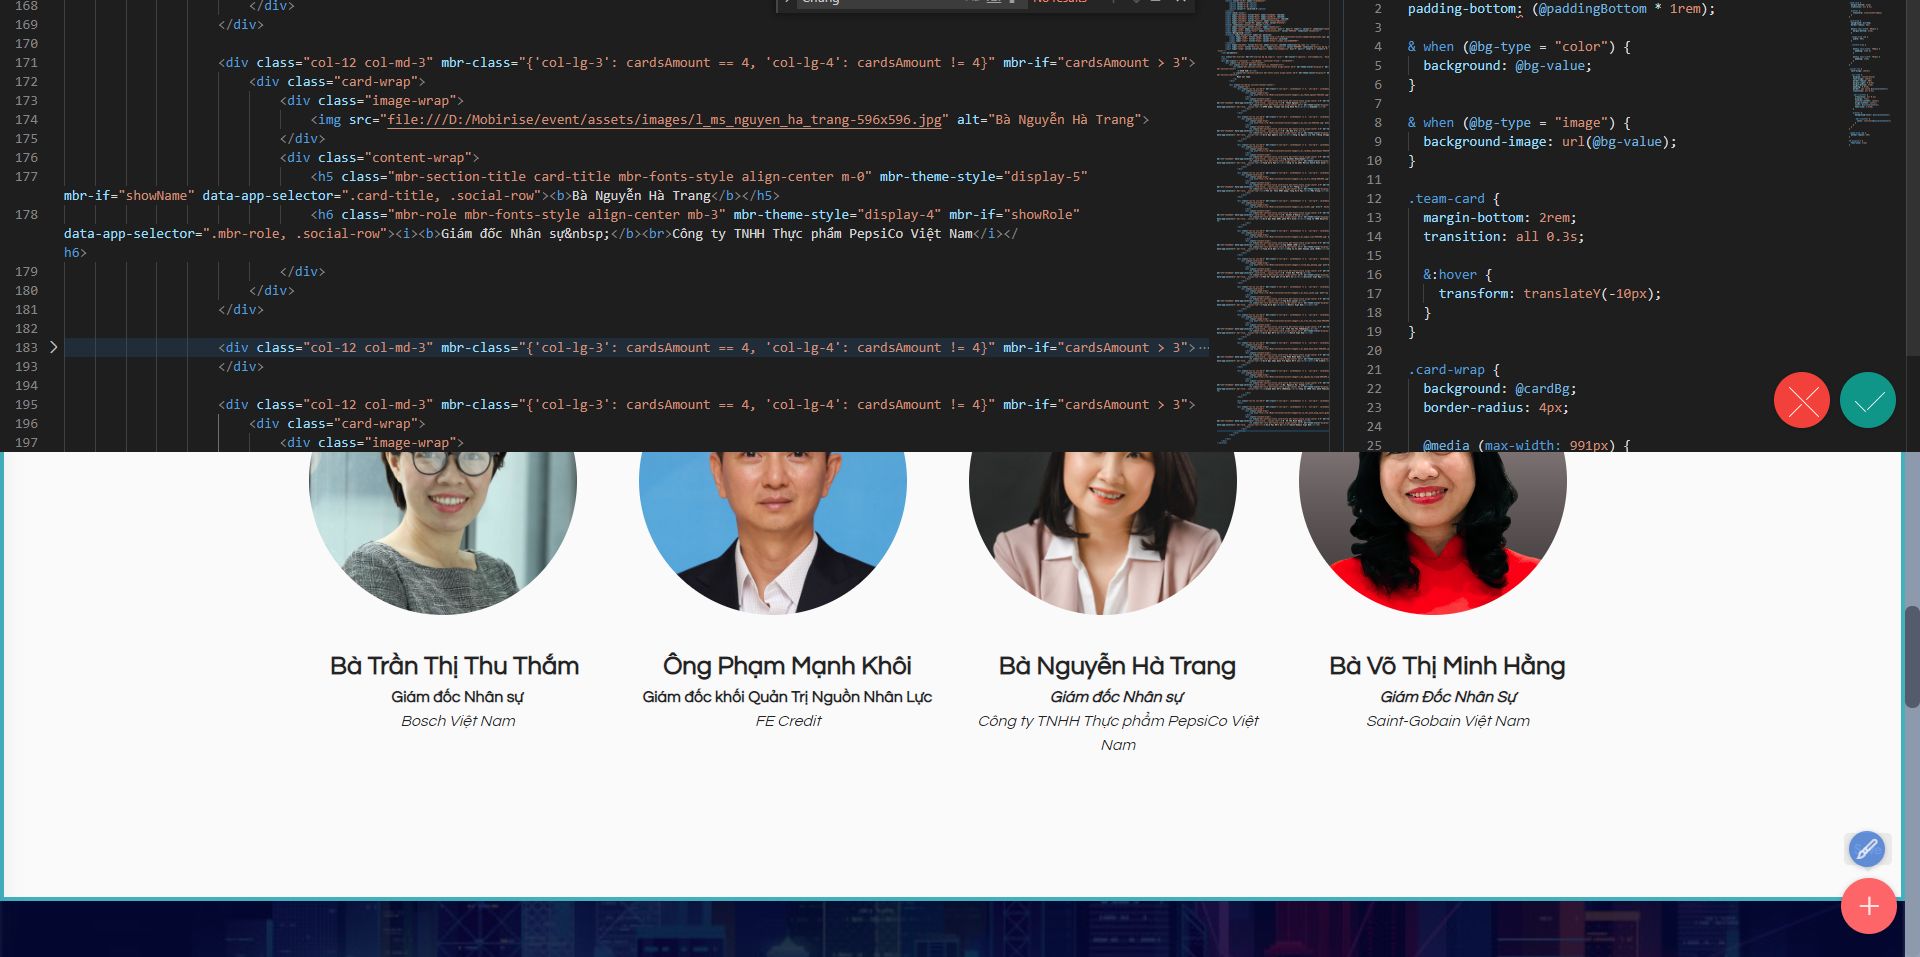 168 </div>
169 </div>
170
171 <div class="col-12 col-md-3" mbr-class="{'col-lg-3': cardsAmount == 4, 'col-lg-4': cardsAmount != 4}" mbr-if="cardsAmount > 3">
172 <div class="card-wrap">
173 <div class="image-wrap">
174 <img src="file:///D:/Mobirise/event/assets/images/l_ms_nguyen_ha_trang-596x596.jpg" alt="Bà Nguyễn Hà Trang">
175 </div>
176 <div class="content-wrap">
177 <h5 class="mbr-section-title card-title mbr-fonts-style align-center m-0" mbr-theme-style="display-5"
mbr-if="showName" data-app-selector=".card-title, .social-row"><b>Bà Nguyễn Hà Trang</b></h5>
178 <h6 class="mbr-role mbr-fonts-style align-center mb-3" mbr-theme-style="display-4" mbr-if="showRole"
data-app-selector=".mbr-role, .social-row"><i><b>Giám đốc Nhân sự&nbsp;</b><br>Công ty TNHH Thực phẩm PepsiCo Việt Nam</i></
h6>
179 </div>
180 </div>
181 </div>
182
183 <div class="col-12 col-md-3" mbr-class="{'col-lg-3': cardsAmount == 4, 'col-lg-4': cardsAmount != 4}" mbr-if="cardsAmount > 3">
193 </div>
194
195 <div class="col-12 col-md-3" mbr-class="{'col-lg-3': cardsAmount == 4, 'col-lg-4': cardsAmount != 4}" mbr-if="cardsAmount > 3">
196 <div class="card-wrap">
197 <div class="image-wrap">
2 padding-bottom: (@paddingBottom * 1rem);
3
4 & when (@bg-type = "color") {
5 background: @bg-value;
6 }
7
8 & when (@bg-type = "image") {
9 background-image: url(@bg-value);
10 }
11
12 .team-card {
13 margin-bottom: 2rem;
14 transition: all 0.3s;
15
16 &:hover {
17 transform: translateY(-10px);
18 }
19 }
20
21 .card-wrap {
22 background: @cardBg;
23 border-radius: 4px;
24
25 @media (max-width: 991px) {
Bà Trần Thị Thu Thắm
Giám đốc Nhân sự
Bosch Việt Nam
Ông Phạm Mạnh Khôi
Giám đốc khối Quản Trị Nguồn Nhân Lực
FE Credit
Bà Nguyễn Hà Trang
Giám đốc Nhân sự
Công ty TNHH Thực phẩm PepsiCo Việt
Nam
Bà Võ Thị Minh Hằng
Giám Đốc Nhân Sự
Saint-Gobain Việt Nam